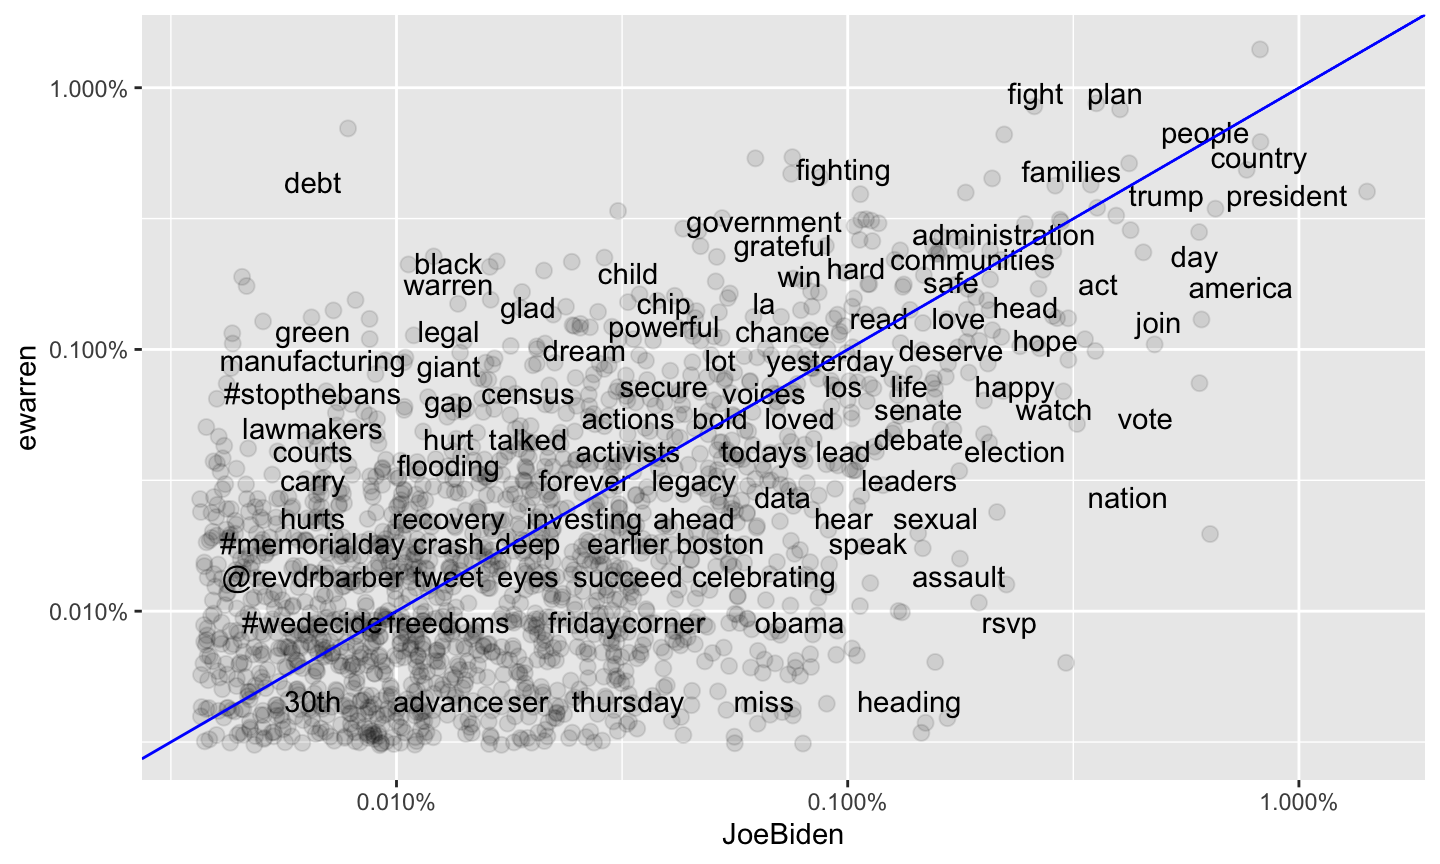 1.000%
fight plan
people
country
fighting
families
debt
trump president
government
administration
grateful
communities
day
black
child
win hard
warren
safe
act
america
glad
chip
la
head
powerful
read love
join
green
legal
chance
hope
0.100%
dream
lot
yesterday deserve
manufacturing
giant
secure
los life
happy
#stopthebans
census
voices
gap
senate
watch
actions bold loved
vote
lawmakers
hurt talked
debate
courts
activists
todays lead
election
flooding
carry
forever legacy
leaders
data
nation
hurts
recovery investing ahead
hear sexual
#memorialday crash deep earlier boston
speak
@revdrbarber tweet eyes succeed celebrating
assault
0.010%
#wedecide freedoms friday corner obama
rsvp
30th advance ser thursday miss heading
ewarren
0.010% 0.100% 1.000%
JoeBiden